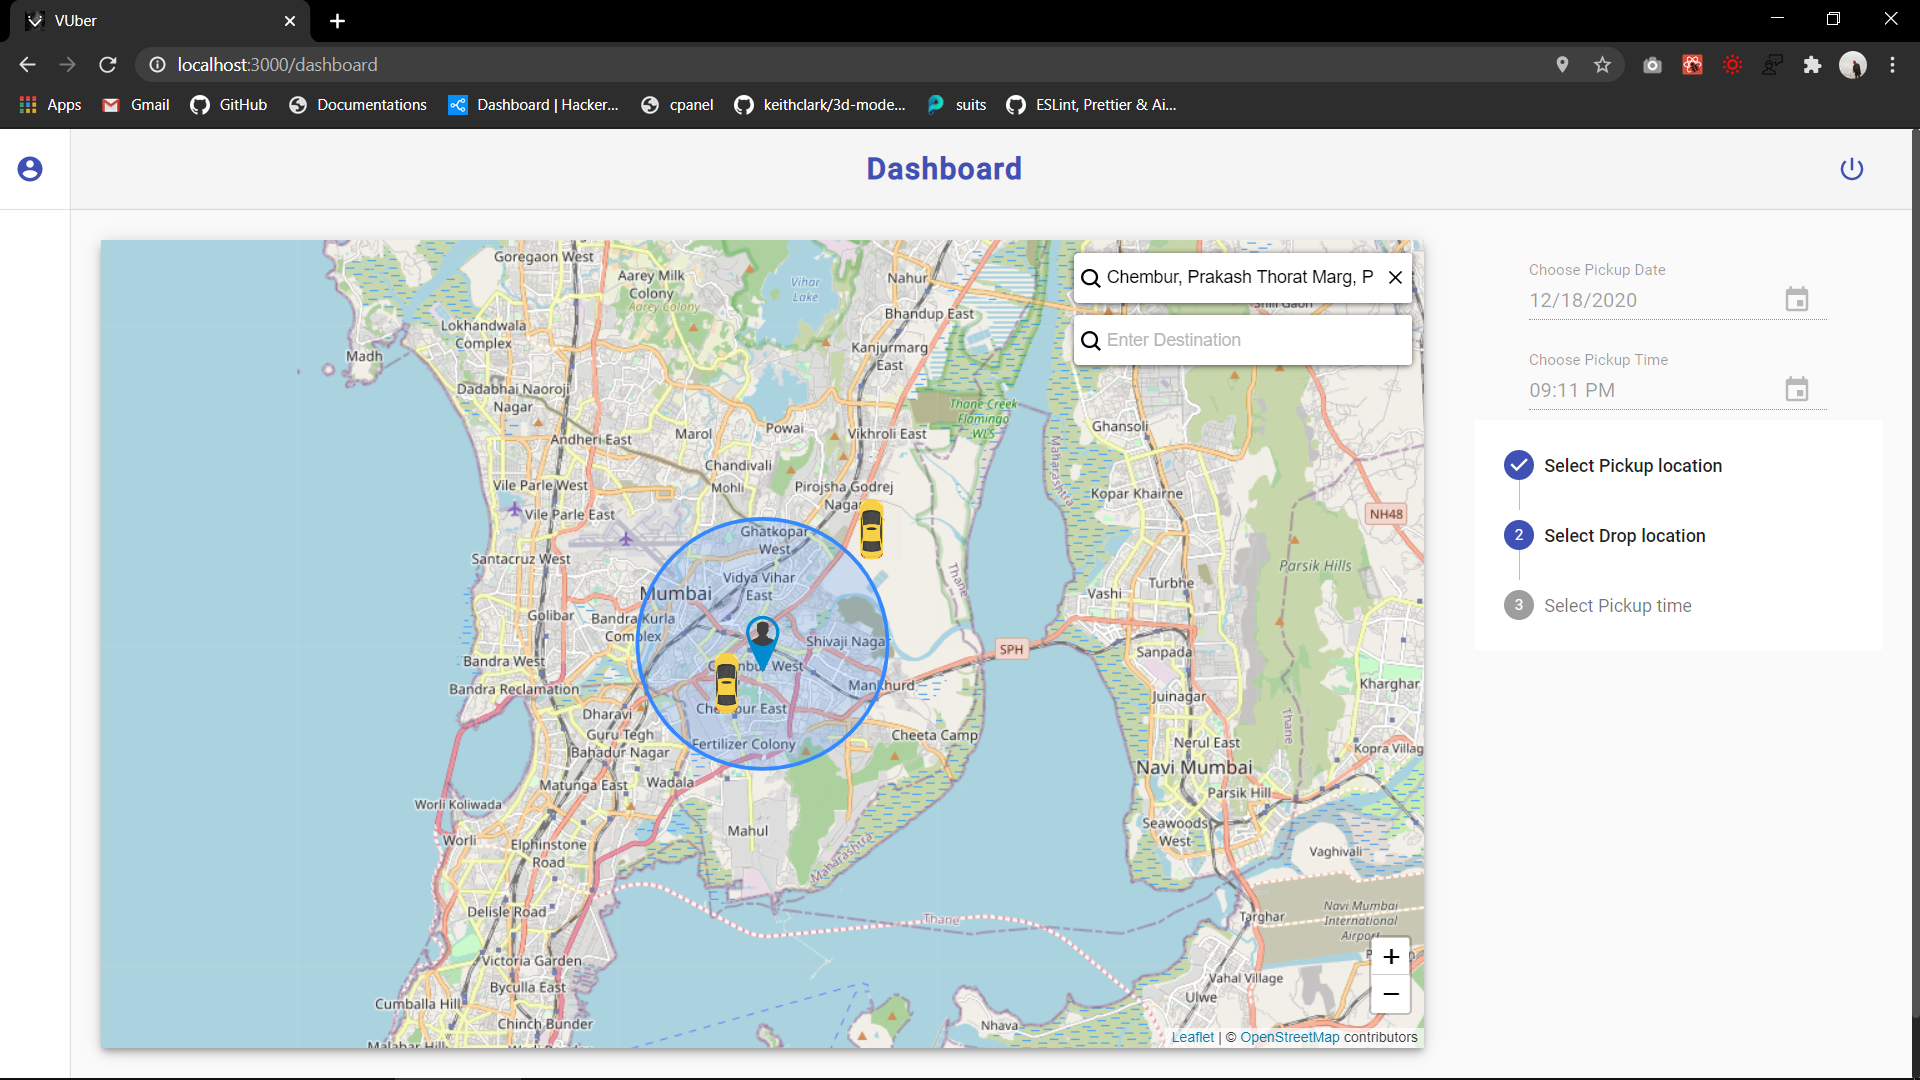 VUber
localhost:3000/dashboard
Apps
Gmail
GitHub
Documentations
Dashboard | Hacker...
cpanel
keithclark/3d-mode...
suits
ESLint, Prettier & Ai...
Dashboard
Chembur, Prakash Thorat Marg, P
Enter Destination
Choose Pickup Date
12/18/2020
Choose Pickup Time
09:11 PM
Select Pickup location
2
Select Drop location
3
Select Pickup time
Goregaon West
Aarey Milk
Colony
Aarey Colony
Vihar
Lake
Nahur
Bhandup East
Lokhandwala
Complex
Kanjurmarg
East
Madh
Dadabhai Naoroji
Nagar
Thane Creek
Flamingo
WLS
Andheri East
Marol
Powai
Vikhroli East
Ghansoli
Maharashtra
Chandivali
Mohli
Vile Parle West
Pirojsha Godrej
Nagar
Kopar Khairne
NH48
Vile Parle East
Ghatkopar
West
Santacruz West
Thane
Parsik Hills
Vidya Vihar
East
Mumbai
Turbhe
Vashi
Golibar
Bandra Kurla
Complex
Shivaji Nagar
SPH
Sanpada
Bandra West
Bandra Reclamation
Mankhurd
Kharghar
Juinagar
Dharavi
Thane
Guru Tegh
Bahadur Nagar
Fertilizer Colony
Cheeta Camp
Nerul East
Kopra Villag
Navi Mumbai
Matunga East
Wadala
Parsik Hill
Worli Koliwada
Mahul
Seawoods
West
Worli
Elphinstone
Road
Maharashtra
Vaghivali
Delisle Road
Thane
Targhar
Navi Mumbai
International
Airport
Victoria Garden
Byculla East
Vahal Village
Ulwe
Cumballa Hill
Chinch Bunder
Nhava
+
−
Leaflet | © OpenStreetMap contributors